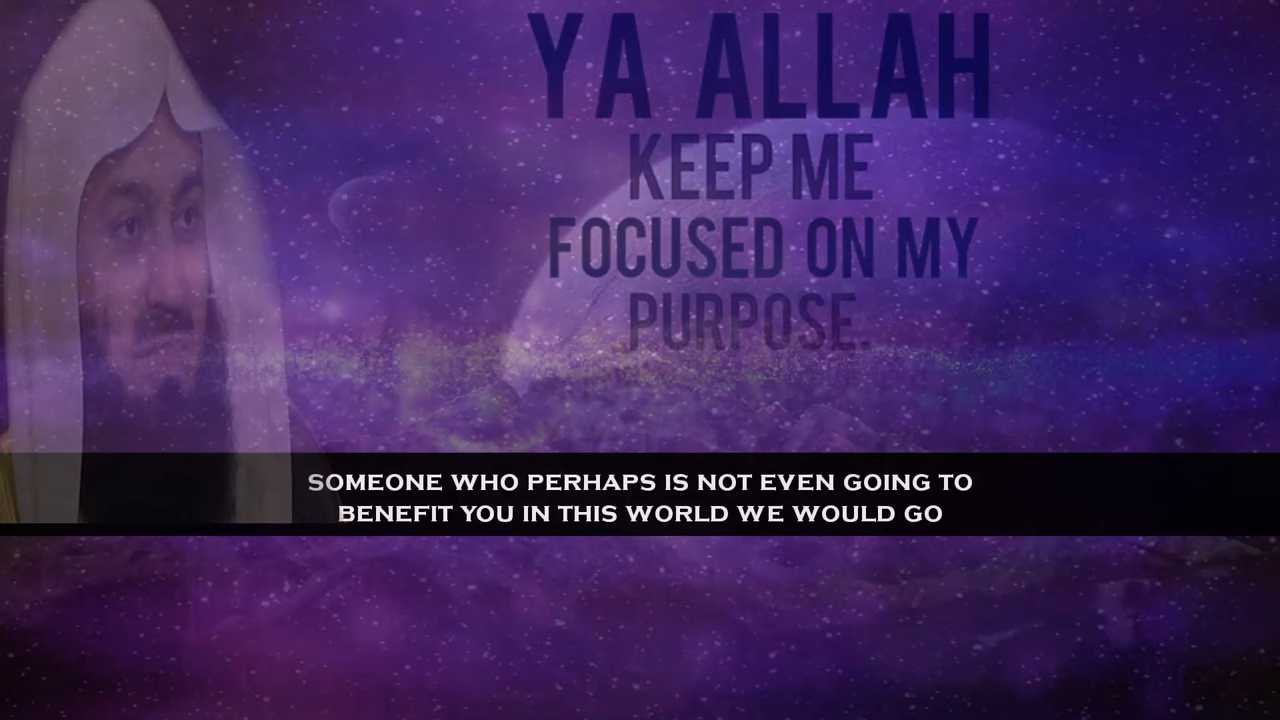 YA ALLAH
KEEP ME
FOCUSED ON MY
PURPOSE.
SOMEONE WHO PERHAPS IS NOT EVEN GOING TO
BENEFIT YOU IN THIS WORLD WE WOULD GO